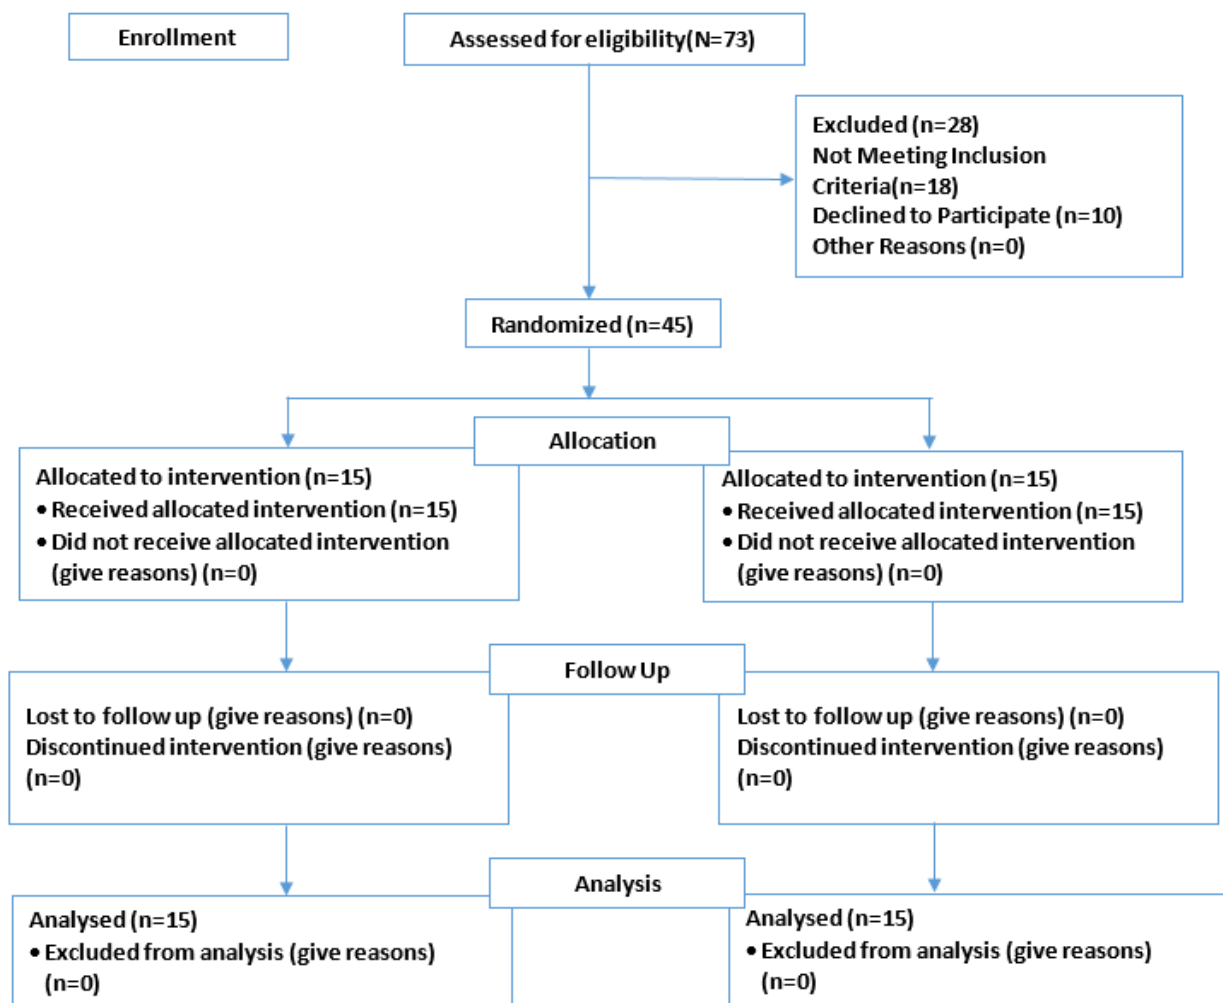 Enrollment
Assessed for eligibility(N=73)
Excluded (n=28)
Not Meeting Inclusion
Criteria(n=18)
Declined to Participate (n=10)
Other Reasons (n=0)
Randomized (n=45)
Allocation
Allocated to intervention (n=15)
• Received allocated intervention (n=15)
• Did not receive allocated intervention
(give reasons) (n=0)
Allocated to intervention (n=15)
• Received allocated intervention (n=15)
• Did not receive allocated intervention
(give reasons) (n=0)
Follow Up
Lost to follow up (give reasons) (n=0)
Discontinued intervention (give reasons)
(n=0)
Lost to follow up (give reasons) (n=0)
Discontinued intervention (give reasons)
(n=0)
Analysis
Analysed (n=15)
• Excluded from analysis (give reasons)
(n=0)
Analysed (n=15)
• Excluded from analysis (give reasons)
(n=0)